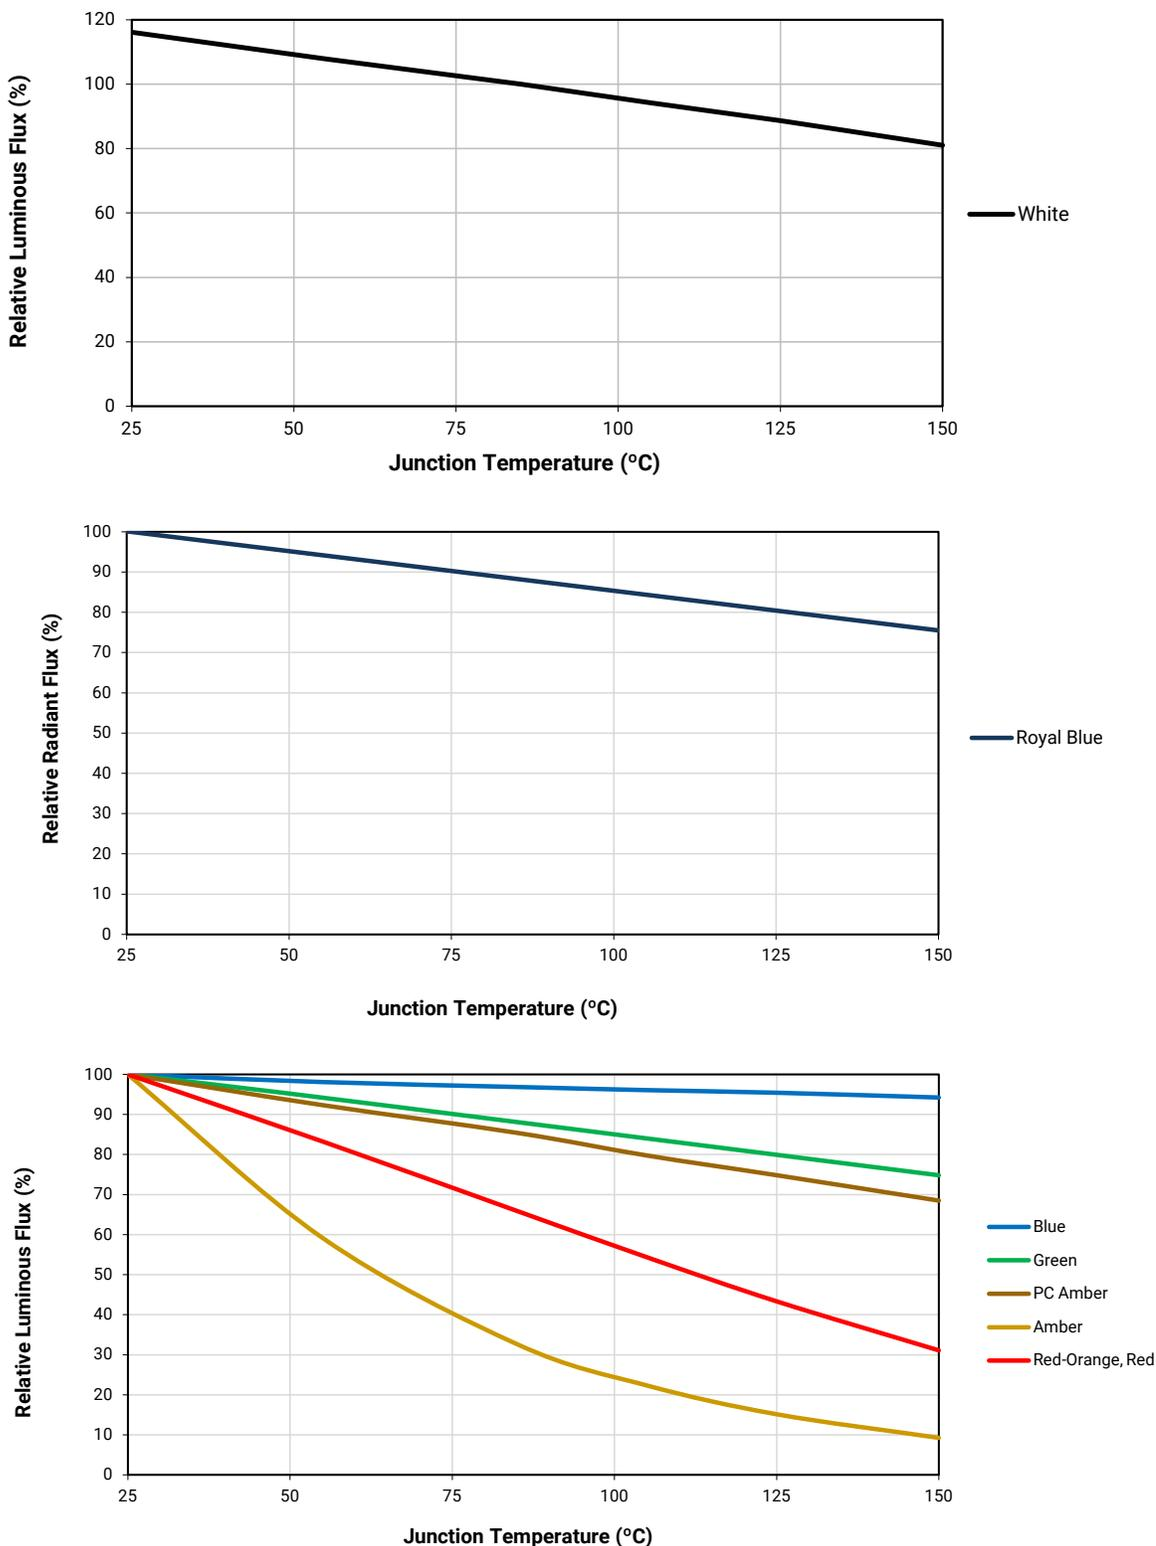 120
100
80
60
40
20
0
Relative Luminous Flux (%)
25 50 75 100 125 150
Junction Temperature (ºC)
White
100
90
80
70
60
50
40
30
20
10
0
Relative Radiant Flux (%)
25 50 75 100 125 150
Junction Temperature (ºC)
Royal Blue
100
90
80
70
60
50
40
30
20
10
0
Relative Luminous Flux (%)
25 50 75 100 125 150
Junction Temperature (ºC)
Blue
Green
PC Amber
Amber
Red-Orange, Red